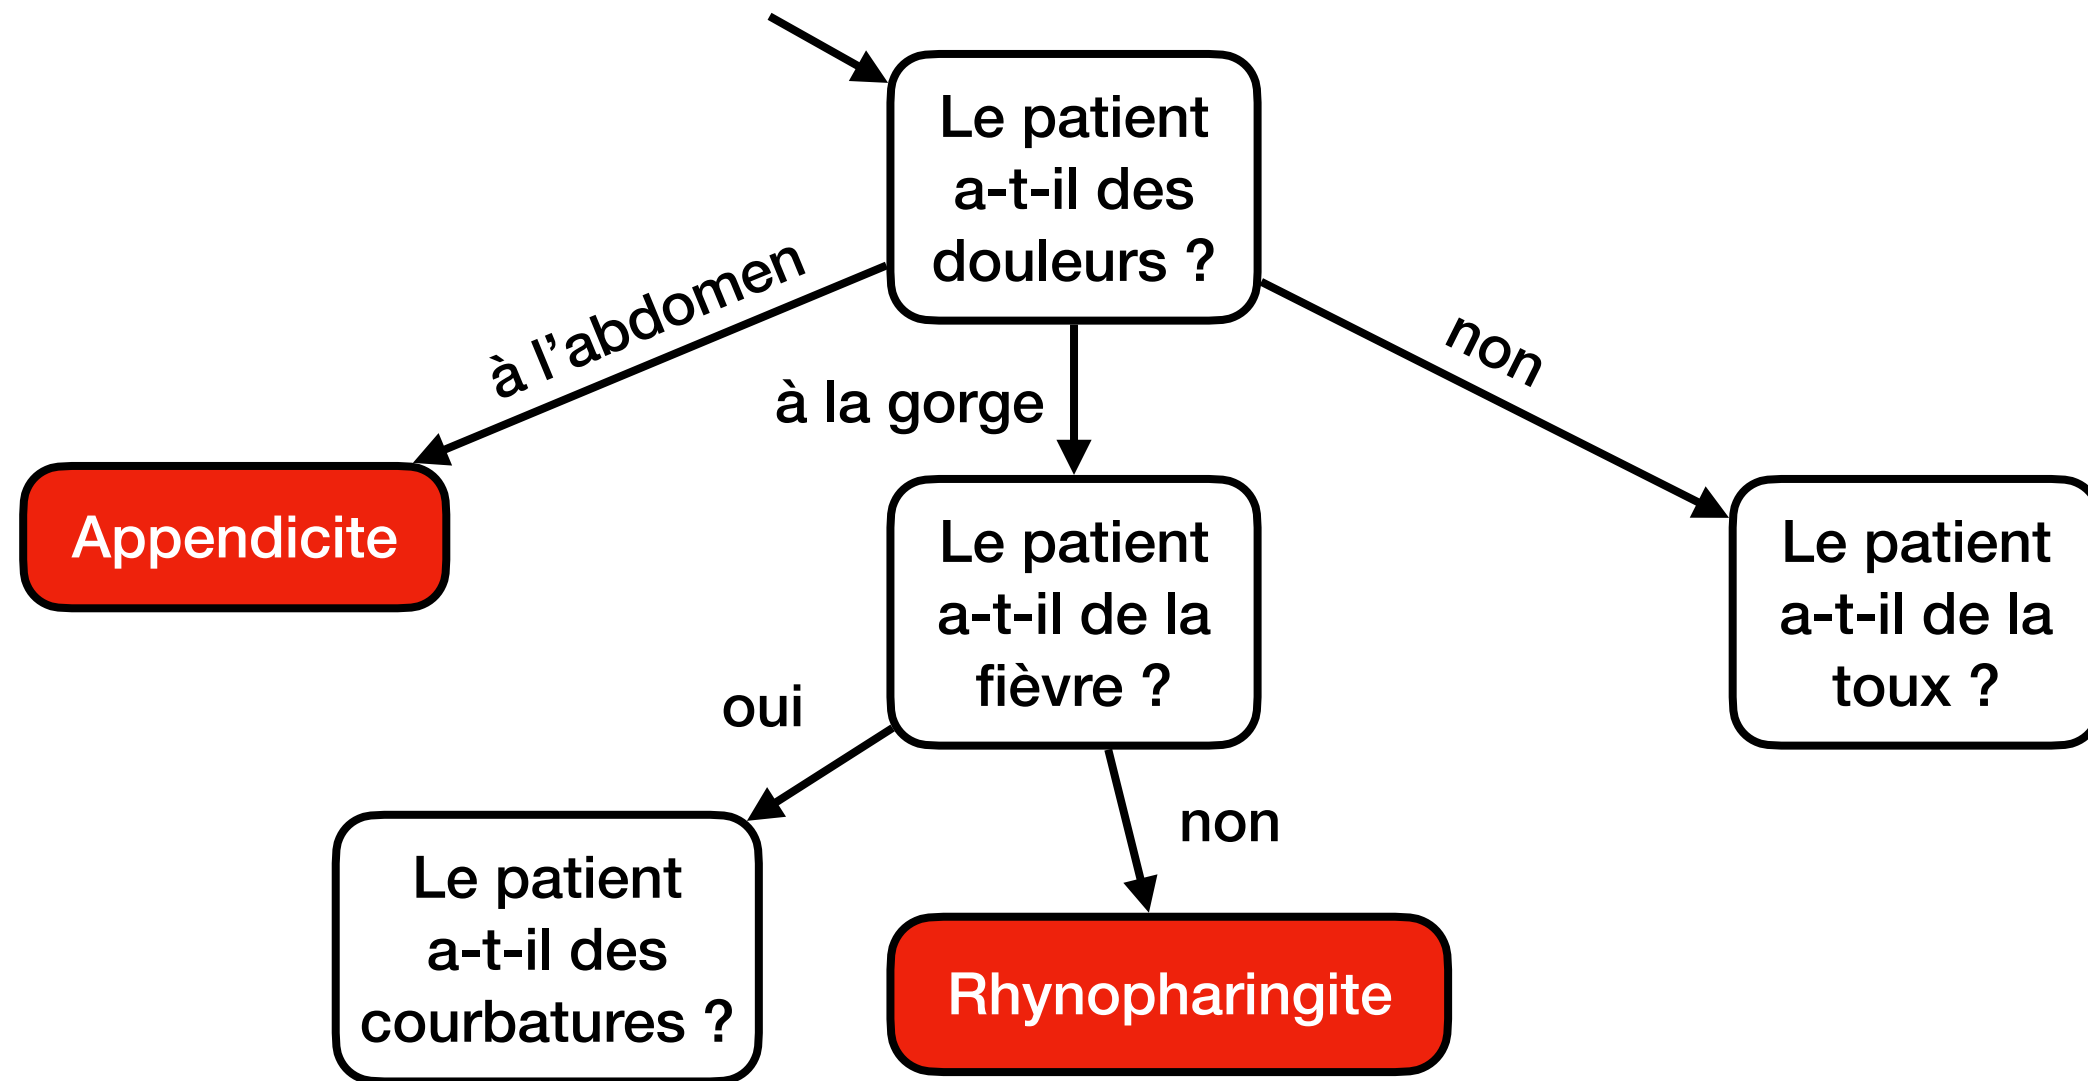 Le patient
a-t-il des
douleurs ?
à l’abdomen
à la gorge
non
Appendicite
Le patient
a-t-il de la
fièvre ?
Le patient
a-t-il de la
toux ?
oui
non
Le patient
a-t-il des
courbatures ?
Rhynopharingite